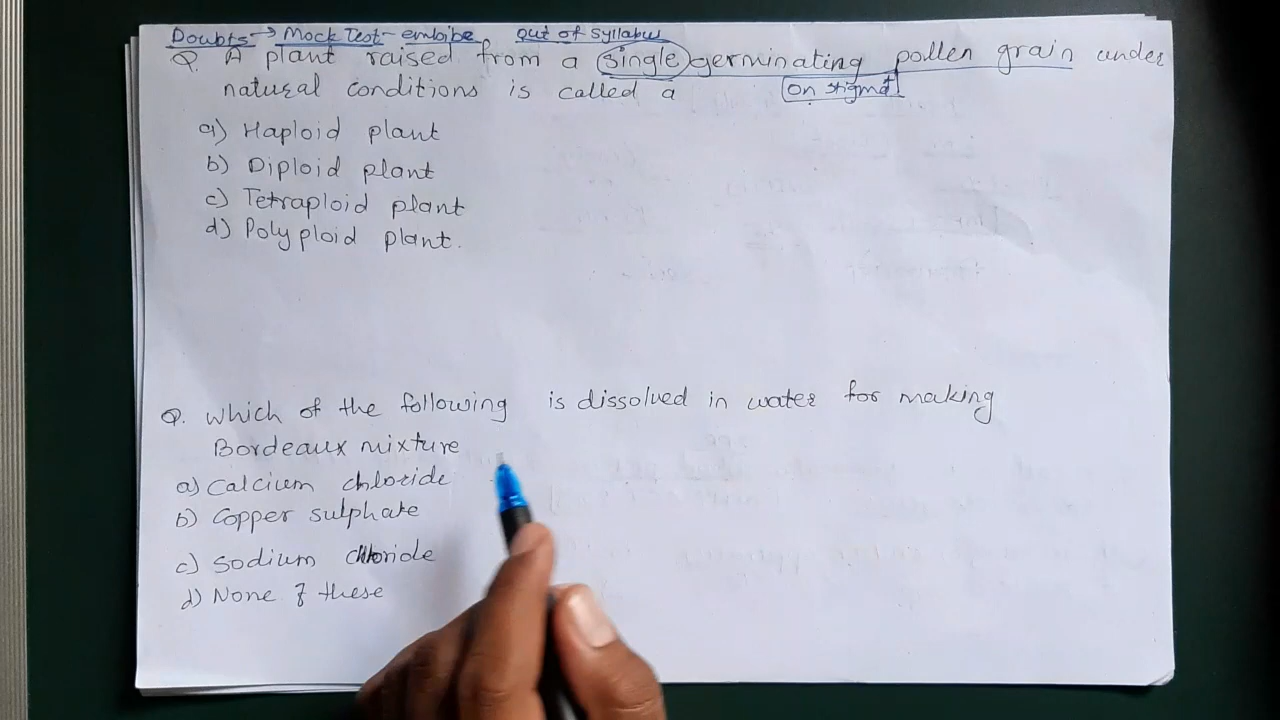 Doubts → Mock Test - embibe, out of syllabus
Q. A plant raised from a single germinating pollen grain under
natural conditions is called a on stigma
a) Haploid plant
b) Diploid plant
c) Tetraploid plant
d) Polyploid plant.
Q. Which of the following is dissolved in water for making
Bordeaux mixture
a) Calcium chloride
b) Copper sulphate
c) Sodium chloride
d) None of these